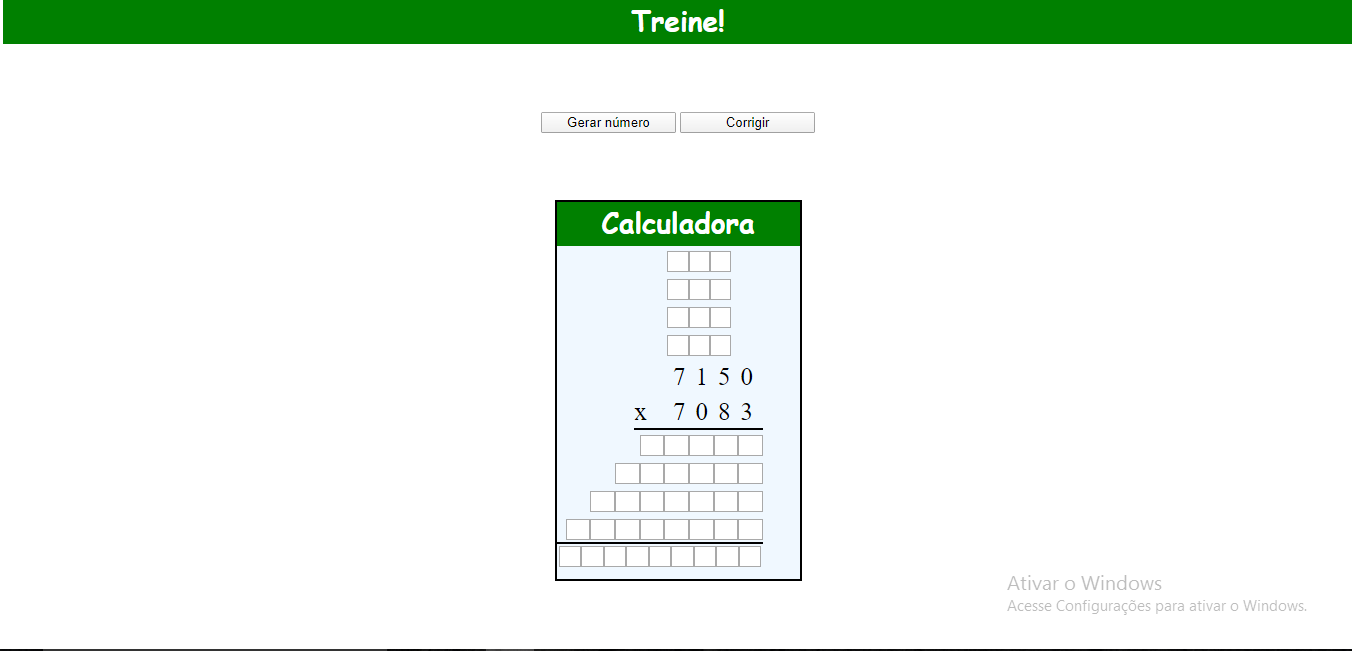 Treine!
Gerar número Corrigir
Calculadora
7 1 5 0
x 7 0 8 3
Ativar o Windows
Acesse Configurações para ativar o Windows.